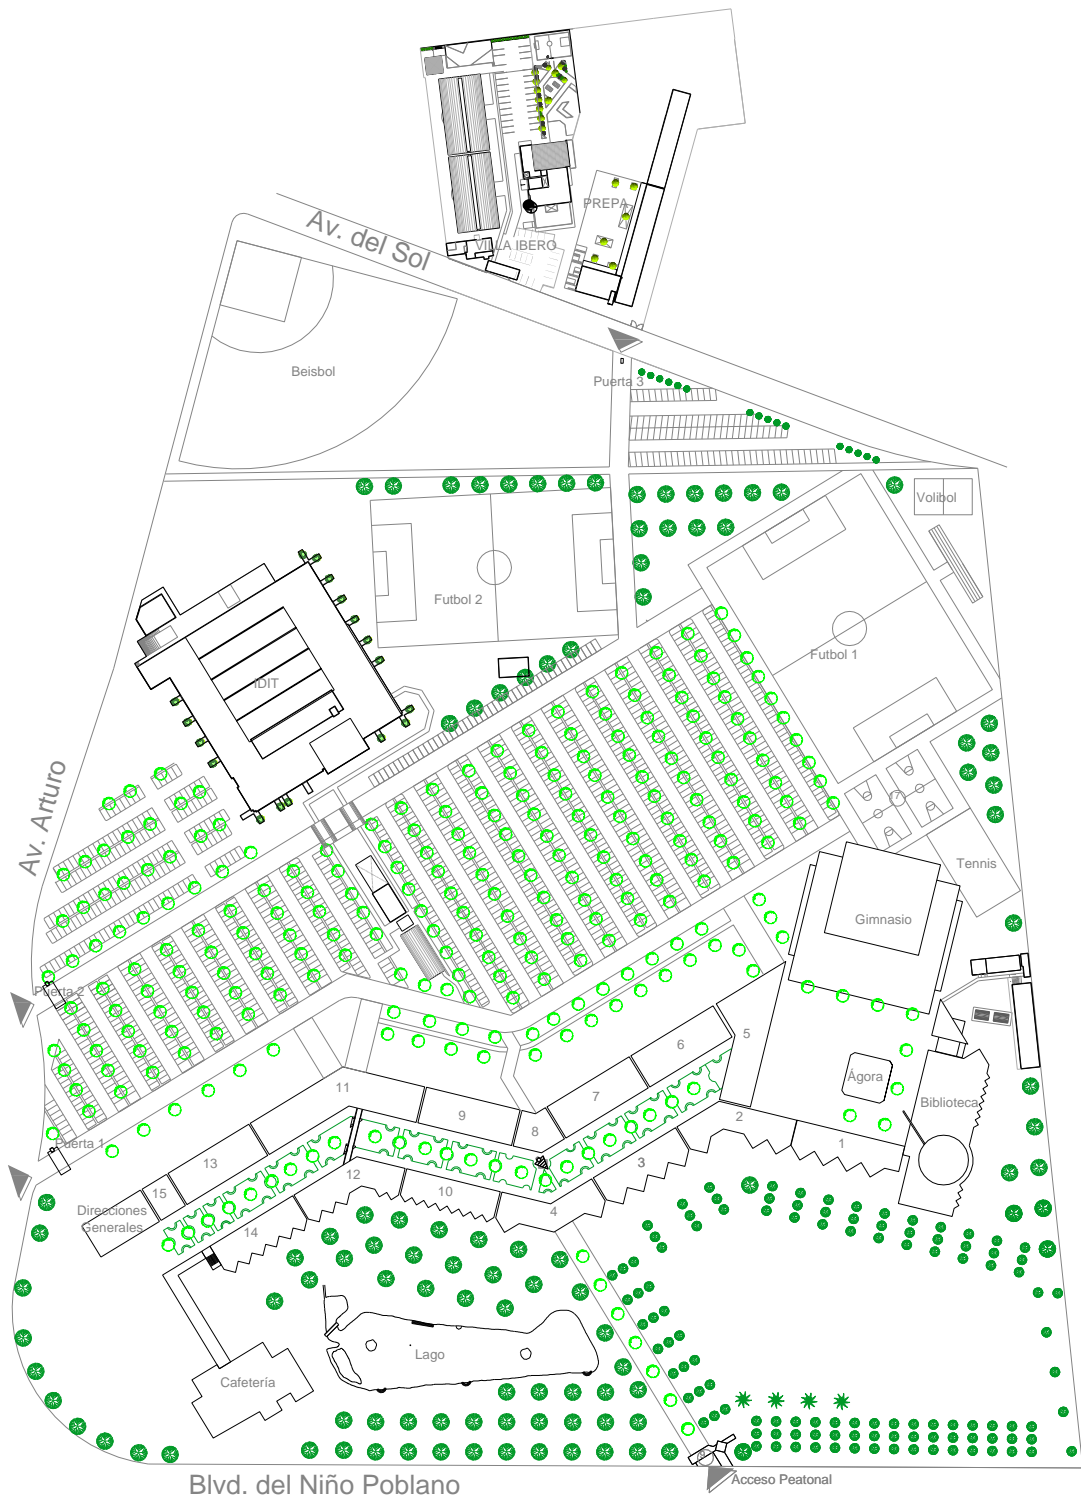 PREPA
VILLA IBERO
Av. del Sol
Beisbol
Puerta 3
Volibol
Futbol 2
Futbol 1
IDIT
Av. Arturo
Tennis
Gimnasio
Puerta 2
5
6
Ágora
7
11
9
8
2
Biblioteca
1
Puerta 1
13
3
12
15
10
Direcciones
Generales
14
4
Lago
Cafetería
Acceso Peatonal
Blvd. del Niño Poblano